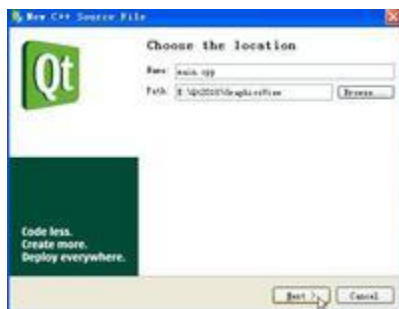 New C++ Source File
Qt
Choose the location
Name: main.cpp
Path:
Browse...
Code less.
Create more.
Deploy everywhere.
Next >
Cancel